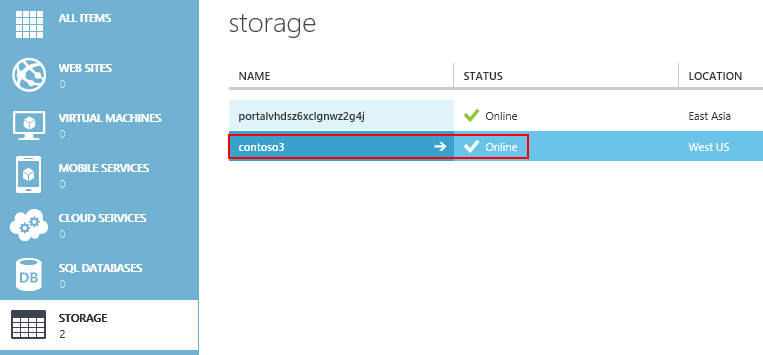 ALL ITEMS
WEB SITES
0
VIRTUAL MACHINES
0
MOBILE SERVICES
0
CLOUD SERVICES
0
DB
SQL DATABASES
0
STORAGE
2
storage
NAME STATUS LOCATION
portalvhdsz6xclgnwz2g4j Online East Asia
contoso3 Online West US